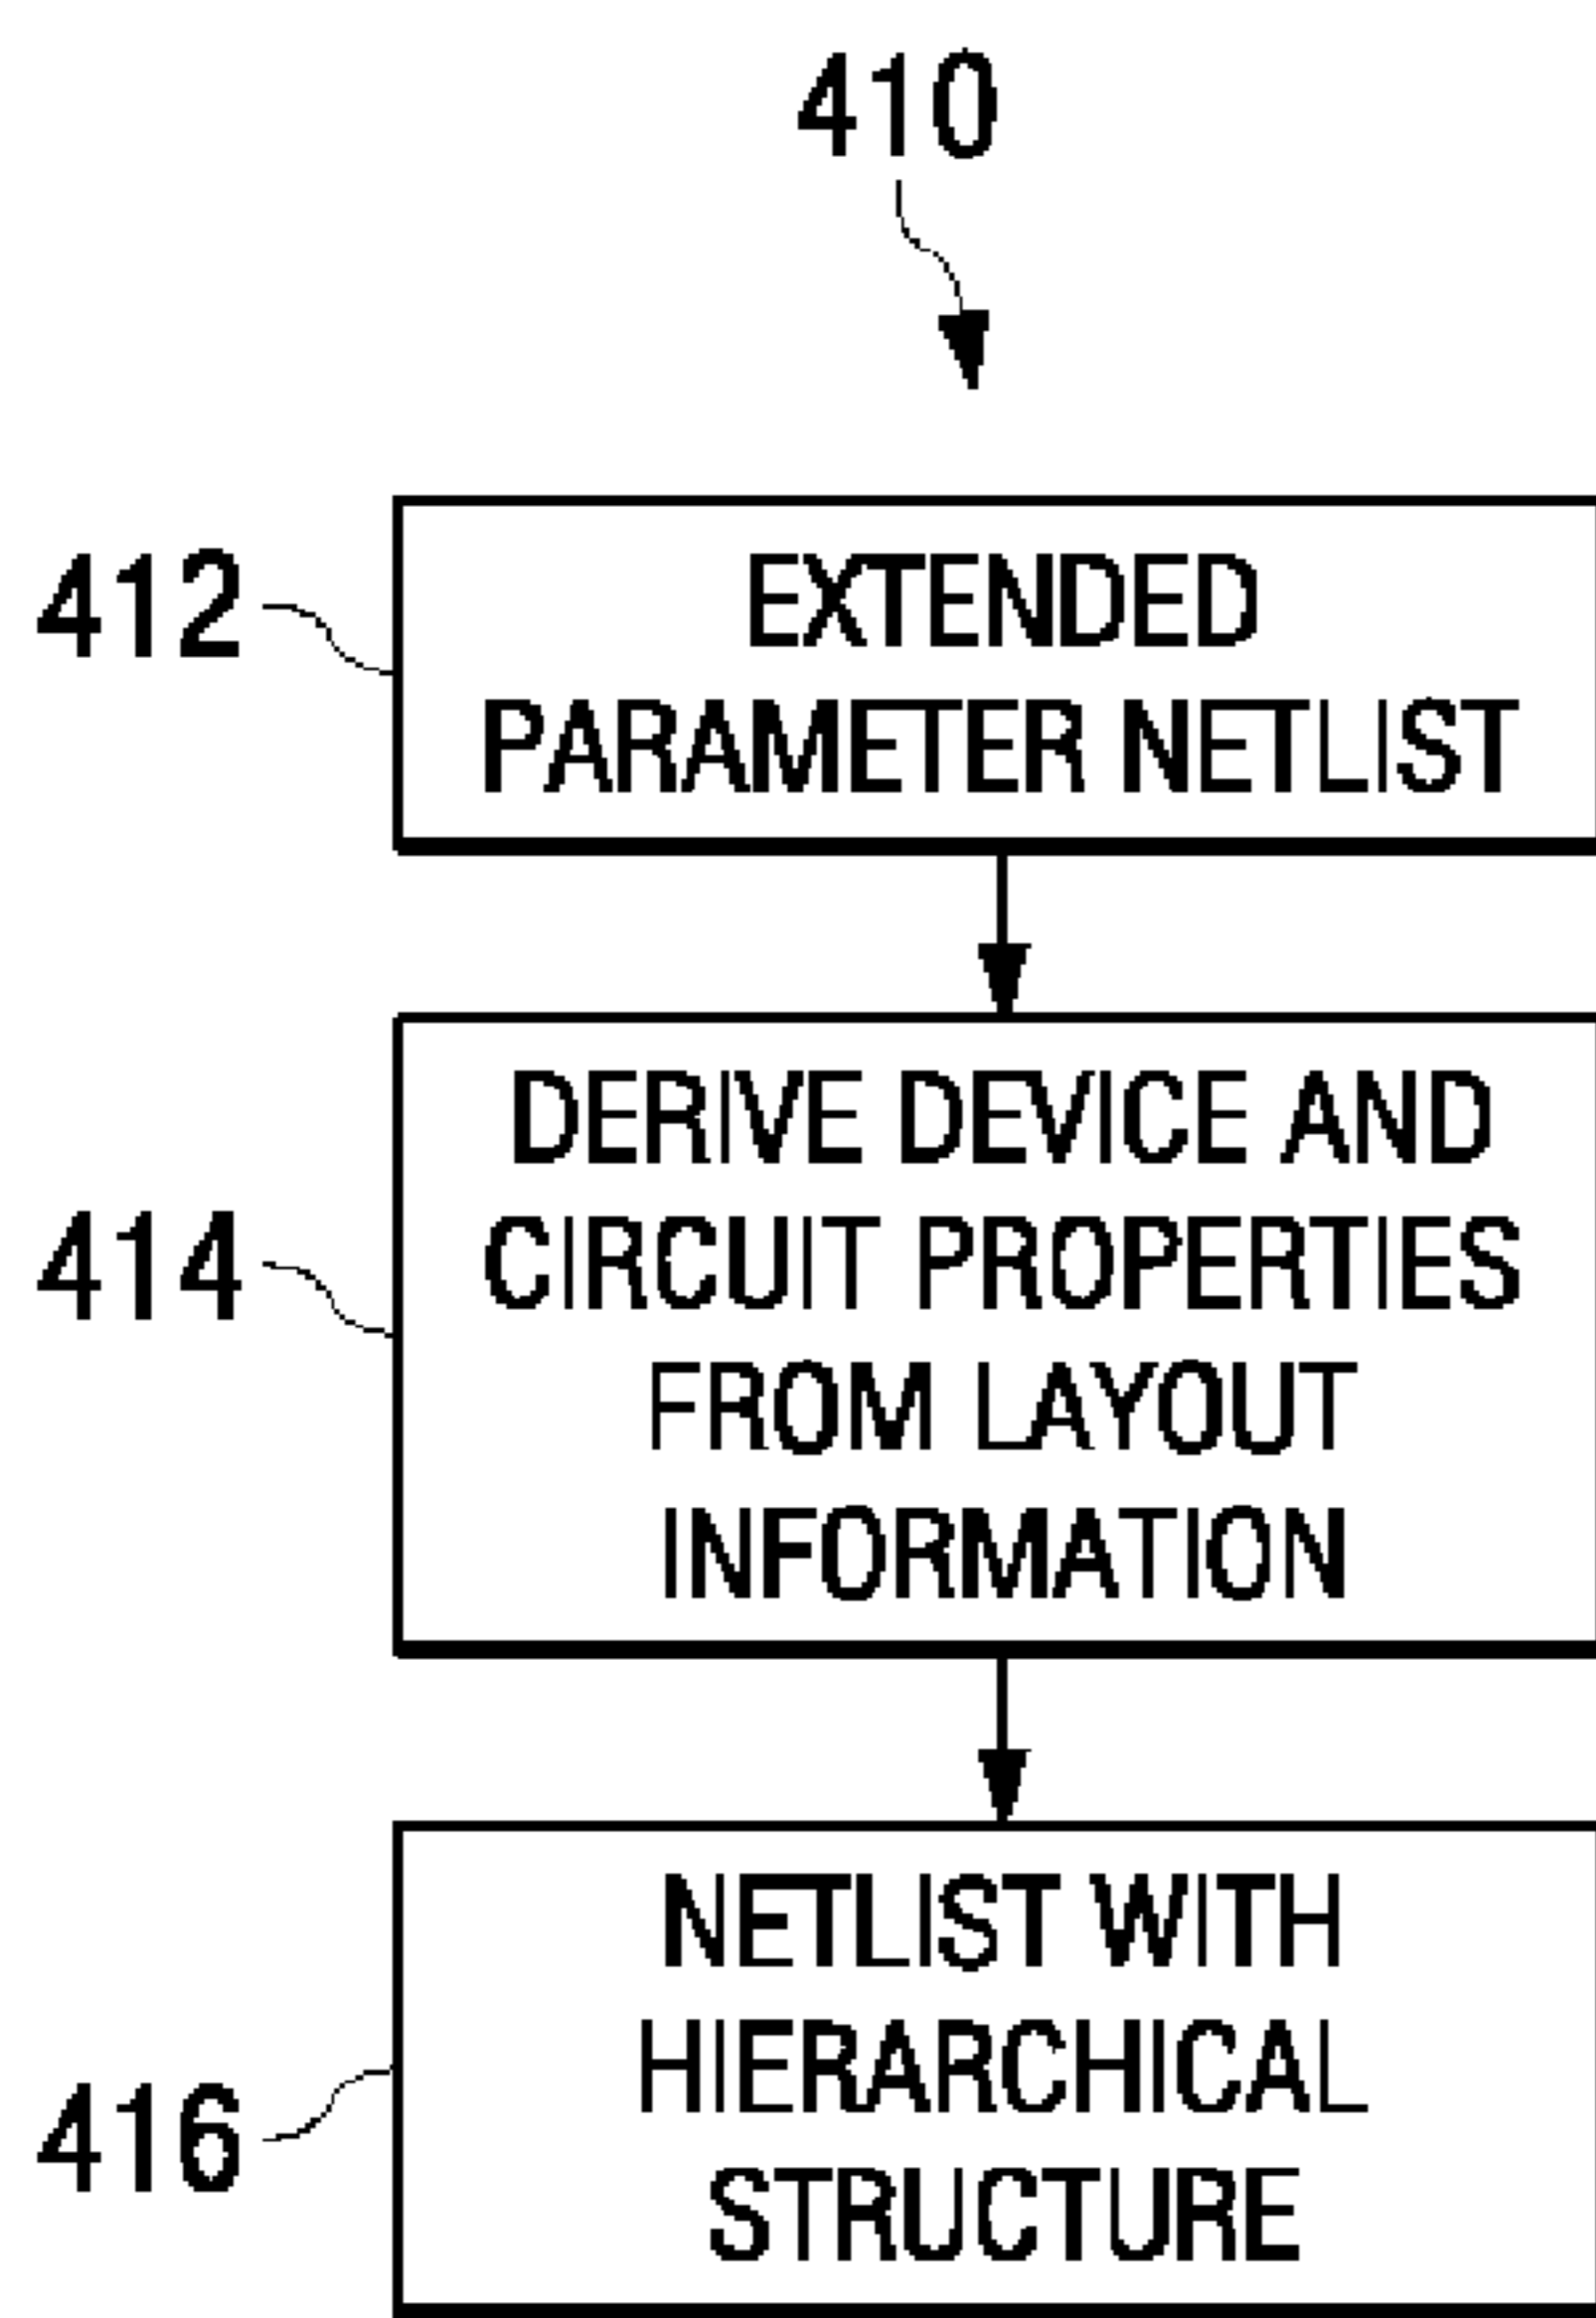 410
412
EXTENDED
PARAMETER NETLIST
414
DERIVE DEVICE AND
CIRCUIT PROPERTIES
FROM LAYOUT
INFORMATION
416
NETLIST WITH
HIERARCHICAL
STRUCTURE